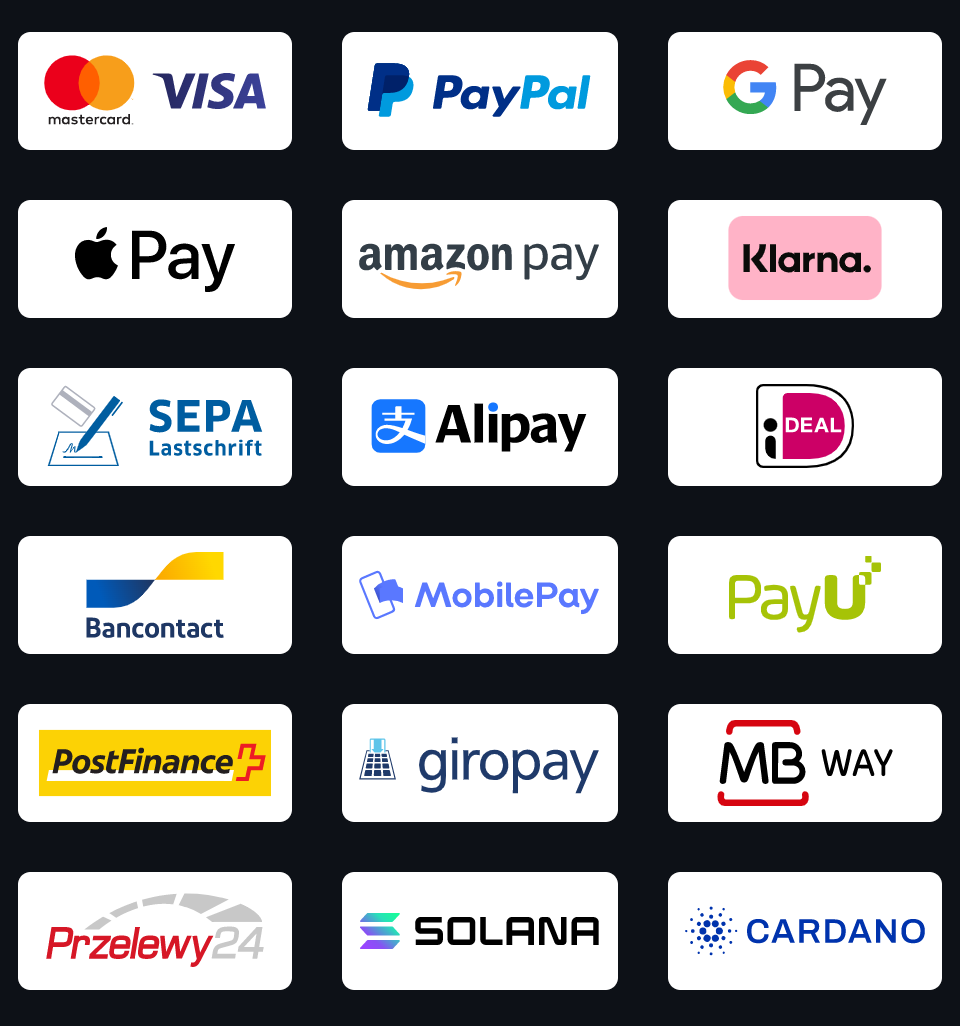 mastercard. VISA
PayPal
G Pay
Pay
amazon pay
Klarna.
SEPA
Lastschrift
支 Alipay
iDEAL
Bancontact
MobilePay
PayU
PostFinance
giropay
MB WAY
Przelewy24
SOLANA
CARDANO